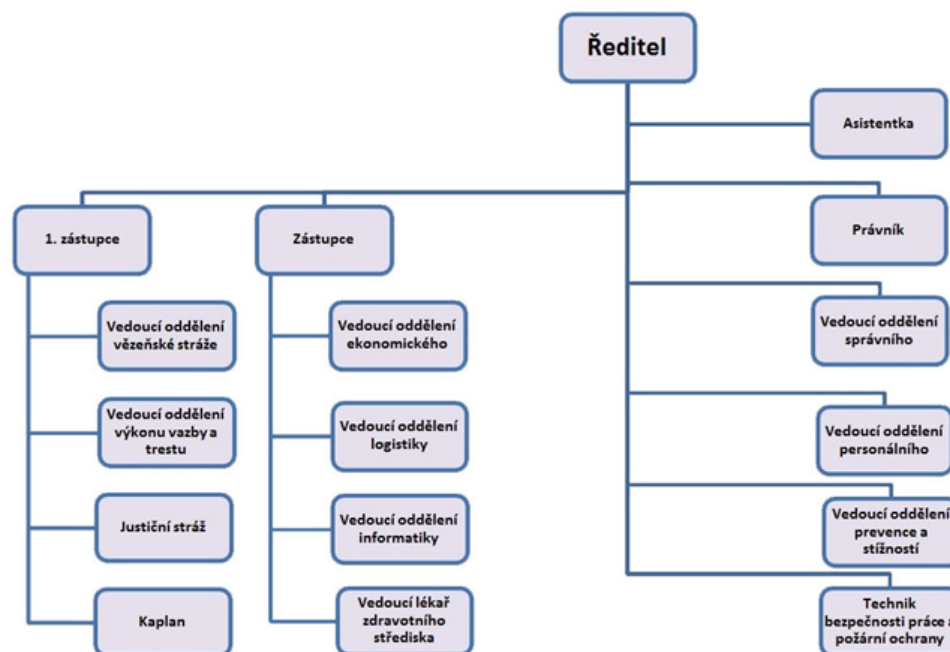 Ředitel
Asistentka
Právník
1. zástupce
Zástupce
Vedoucí oddělení
správního
Vedoucí oddělení
vězeňské stráže
Vedoucí oddělení
ekonomického
Vedoucí oddělení
výkonu vazby a
trestu
Vedoucí oddělení
logistiky
Vedoucí oddělení
personálního
Justiční stráž
Vedoucí oddělení
informatiky
Vedoucí oddělení
prevence a
stížností
Kaplan
Vedoucí lékař
zdravotního
střediska
Technik
bezpečnosti práce a
požární ochrany